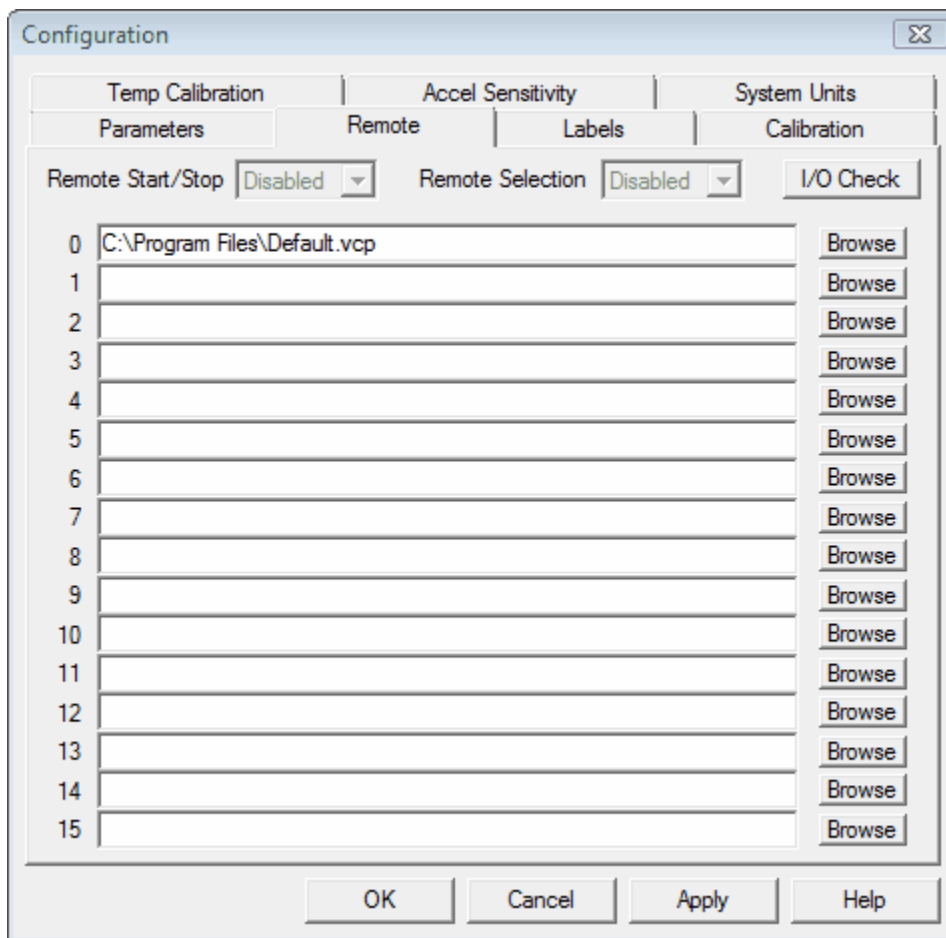 Configuration
Temp Calibration Accel Sensitivity System Units
Parameters Remote Labels Calibration
Remote Start/Stop Disabled Remote Selection Disabled I/O Check
0 C:\Program Files\Default.vcp Browse
1 Browse
2 Browse
3 Browse
4 Browse
5 Browse
6 Browse
7 Browse
8 Browse
9 Browse
10 Browse
11 Browse
12 Browse
13 Browse
14 Browse
15 Browse
OK Cancel Apply Help